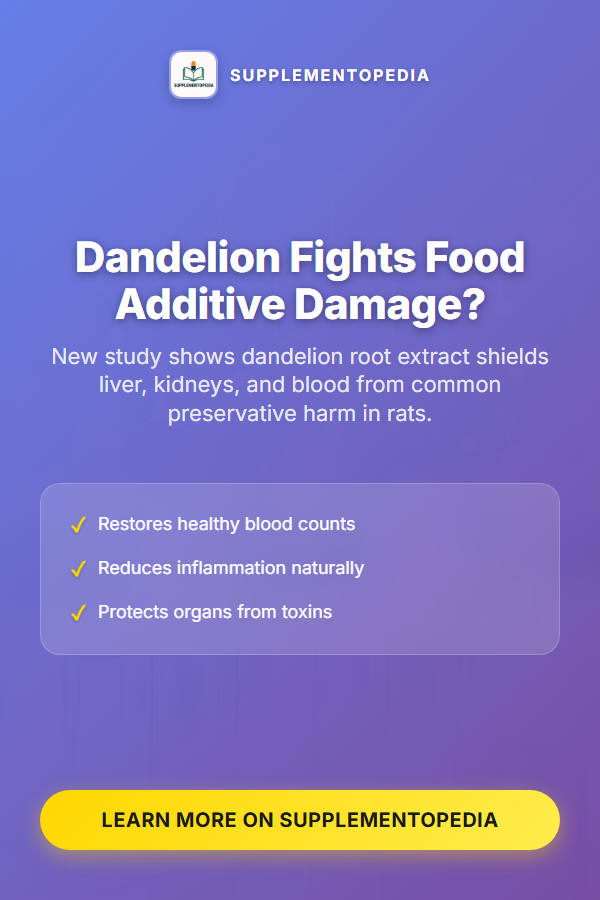 SUPPLEMENTOPEDIA
SUPPLEMENTOPEDIA
Dandelion Fights Food
Additive Damage?
New study shows dandelion root extract shields
liver, kidneys, and blood from common
preservative harm in rats.
✓ Restores healthy blood counts
✓ Reduces inflammation naturally
✓ Protects organs from toxins
LEARN MORE ON SUPPLEMENTOPEDIA